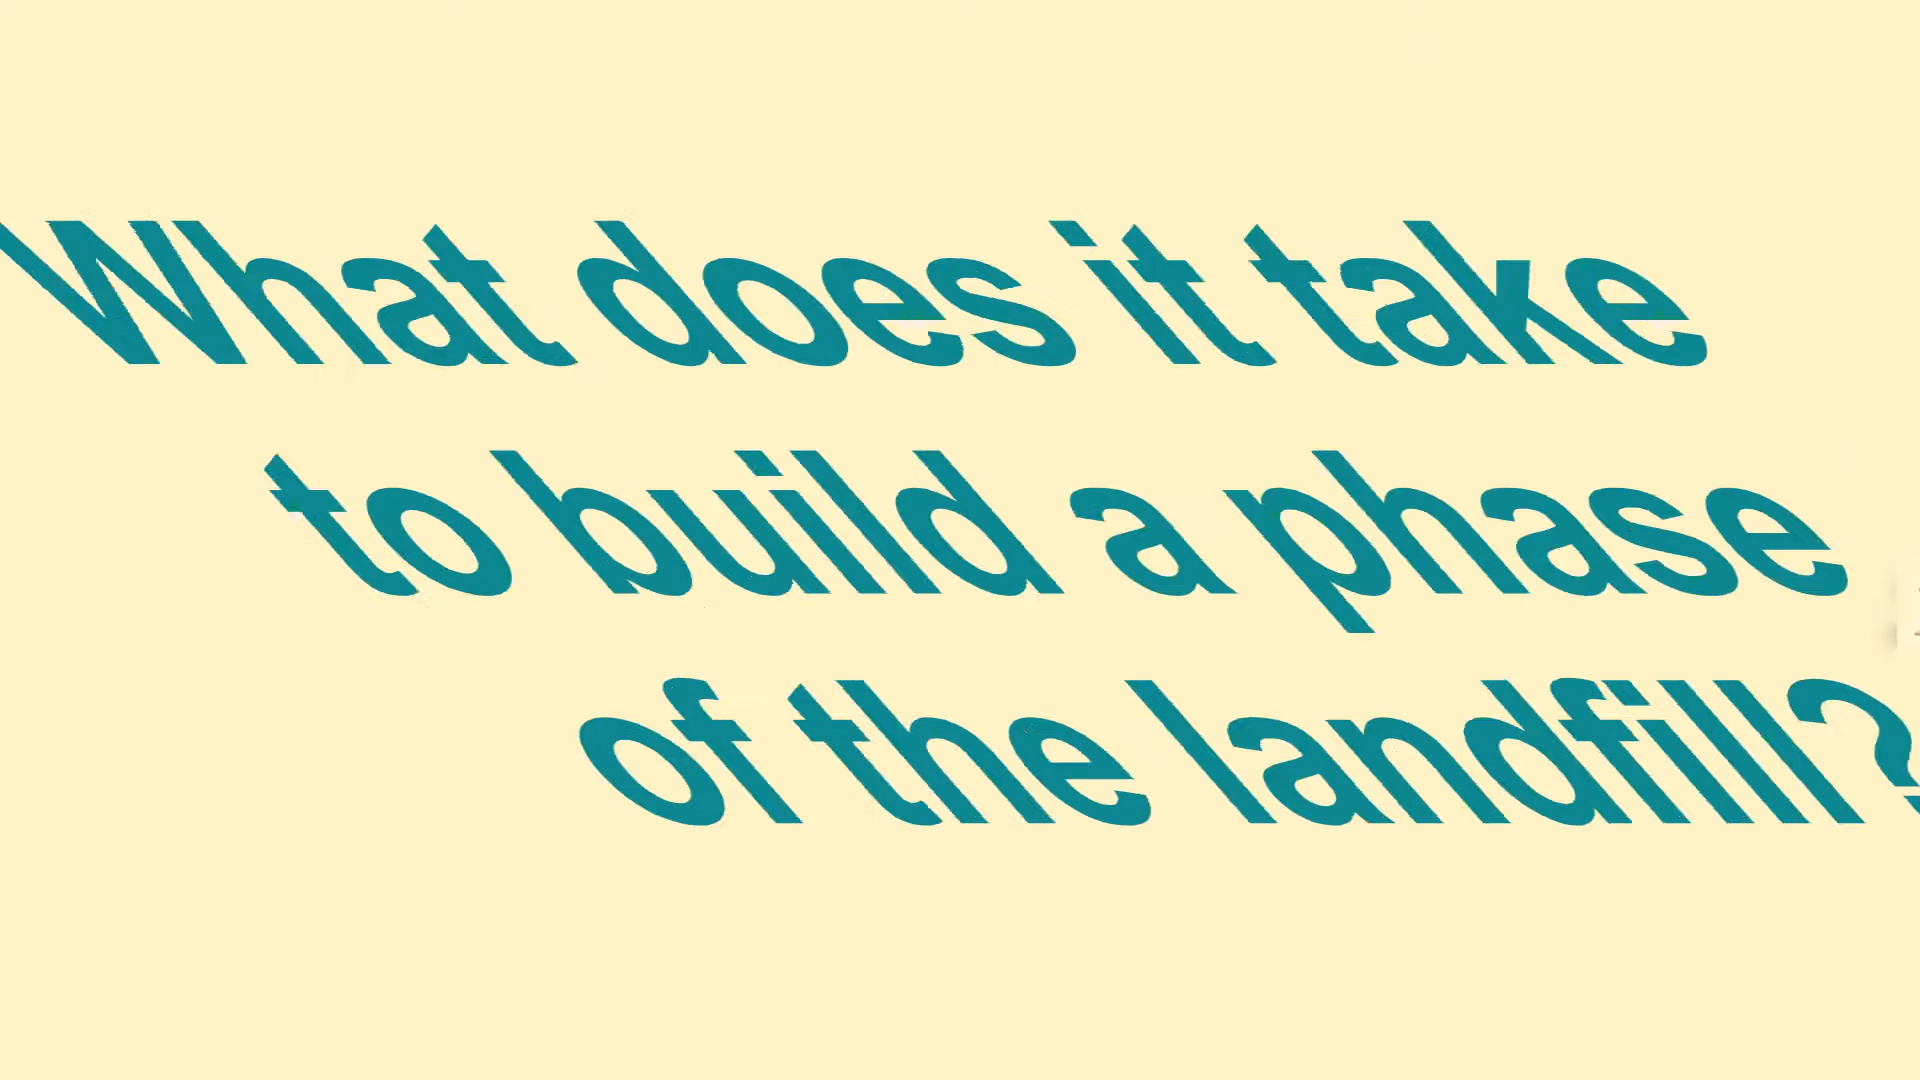 What does it take
to build a phase
of the landfill?